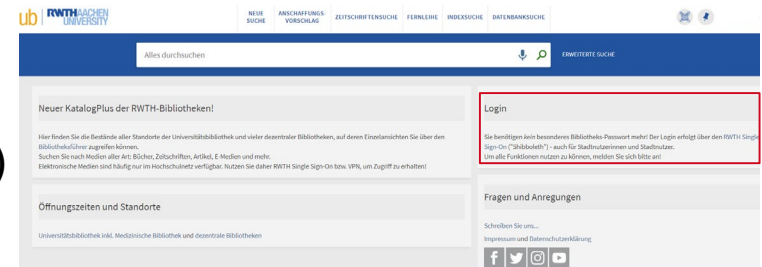 ub RWTHAACHEN UNIVERSITY
NEUE SUCHE
ANSCHAFFUNGS-VORSCHLAG
ZEITSCHRIFTENSUCHE
FERNLEIHE
INDEXSUCHE
DATENBANKSUCHE
Alles durchsuchen
ERWEITERTE SUCHE
Neuer KatalogPlus der RWTH-Bibliotheken!
Hier finden Sie die Bestände aller Standorte der Universitätsbibliothek und vieler dezentraler Bibliotheken, auf deren Einzelansichten Sie über den
Bibliotheksführer zugreifen können.
Suchen Sie nach Medien aller Art: Bücher, Zeitschriften, Artikel, E-Medien und mehr.
Elektronische Medien sind häufig nur im Hochschulnetz verfügbar. Nutzen Sie daher RWTH Single Sign-On bzw. VPN, um Zugriff zu erhalten!
Öffnungszeiten und Standorte
Universitätsbibliothek inkl. Medizinische Bibliothek und dezentrale Bibliotheken
Login
Sie benötigen kein besonderes Bibliotheks-Passwort mehr! Der Login erfolgt über den RWTH Single
Sign-On ("Shibboleth") - auch für Stadtnutzerinnen und Stadtnutzer.
Um alle Funktionen nutzen zu können, melden Sie sich bitte an!
Fragen und Anregungen
Schreiben Sie uns...
Impressum und Datenschutzerklärung